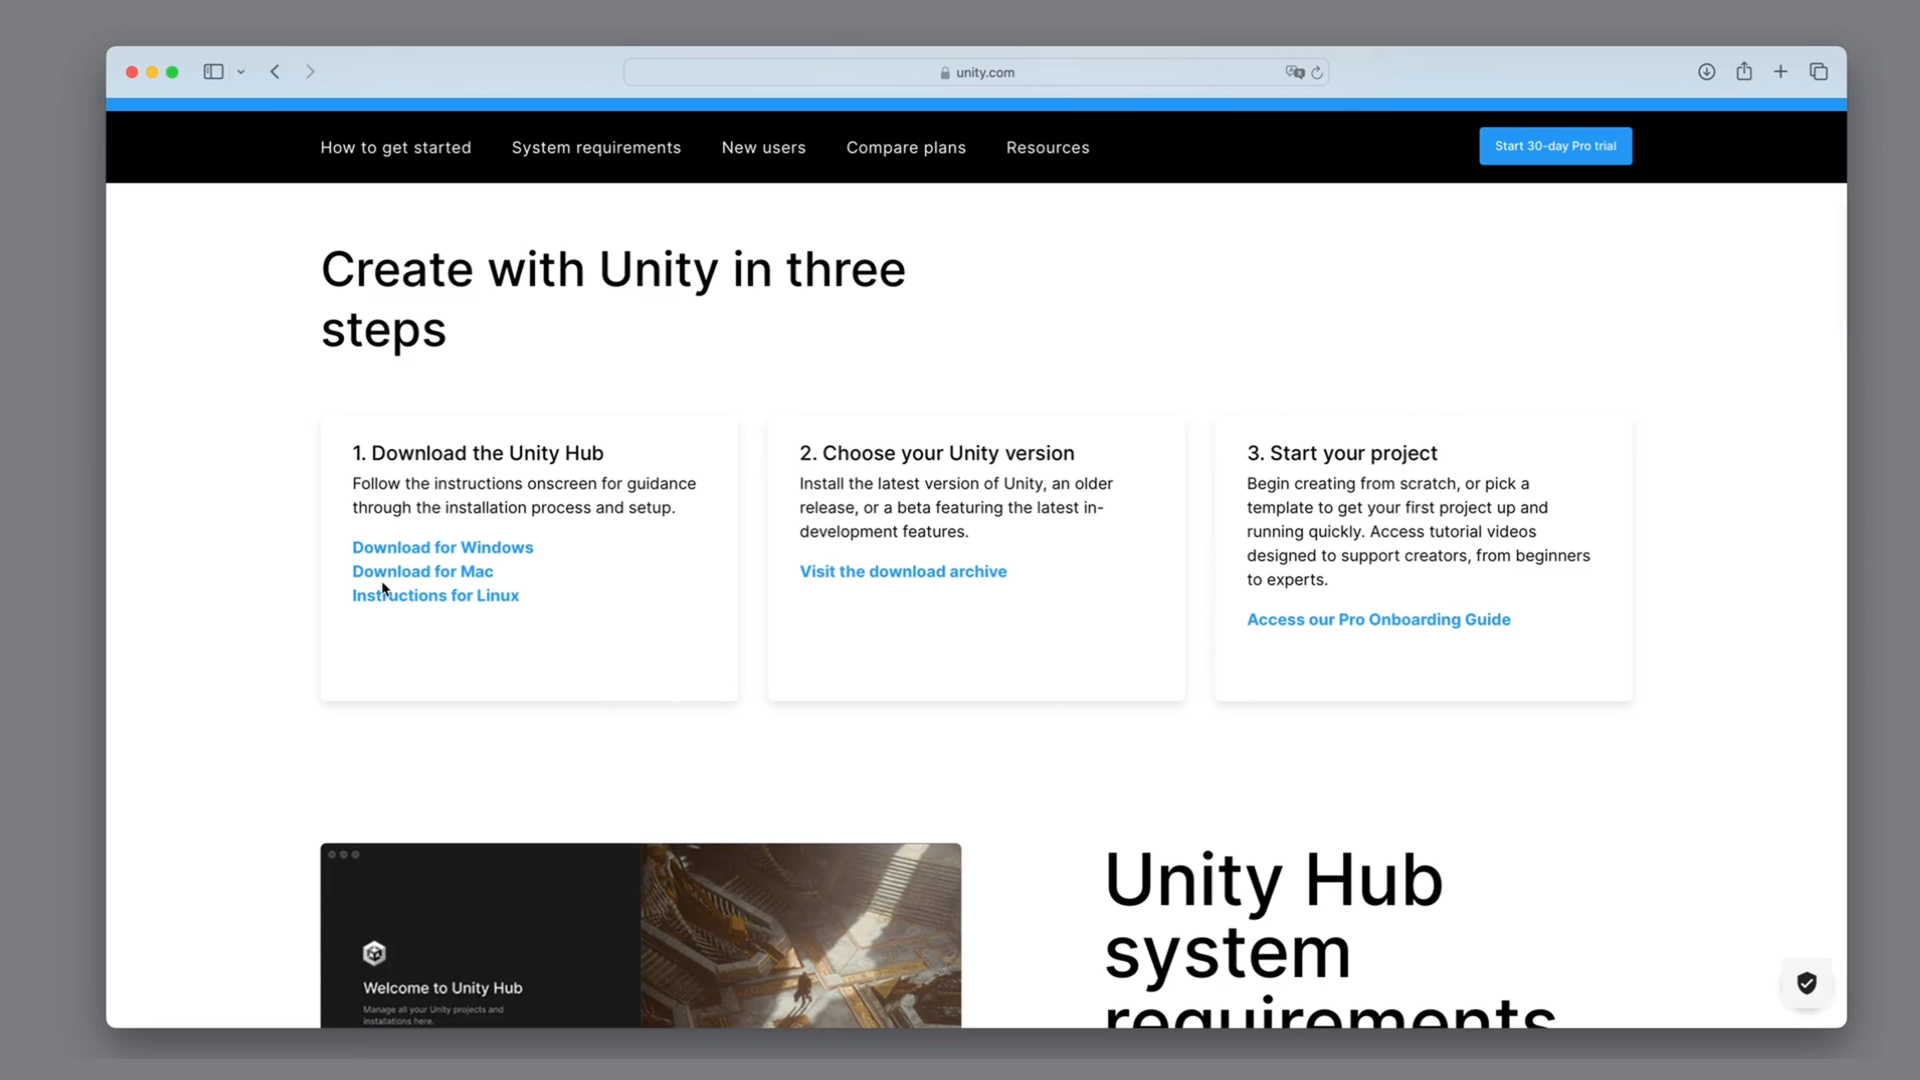 unity.com
How to get started
System requirements
New users
Compare plans
Resources
Start 30-day Pro trial
Create with Unity in three
steps
1. Download the Unity Hub
Follow the instructions onscreen for guidance
through the installation process and setup.
Download for Windows
Download for Mac
Instructions for Linux
2. Choose your Unity version
Install the latest version of Unity, an older
release, or a beta featuring the latest in-
development features.
Visit the download archive
3. Start your project
Begin creating from scratch, or pick a
template to get your first project up and
running quickly. Access tutorial videos
designed to support creators, from beginners
to experts.
Access our Pro Onboarding Guide
Welcome to Unity Hub
Manage all your Unity projects and
installations here.
Unity Hub
system
requirements